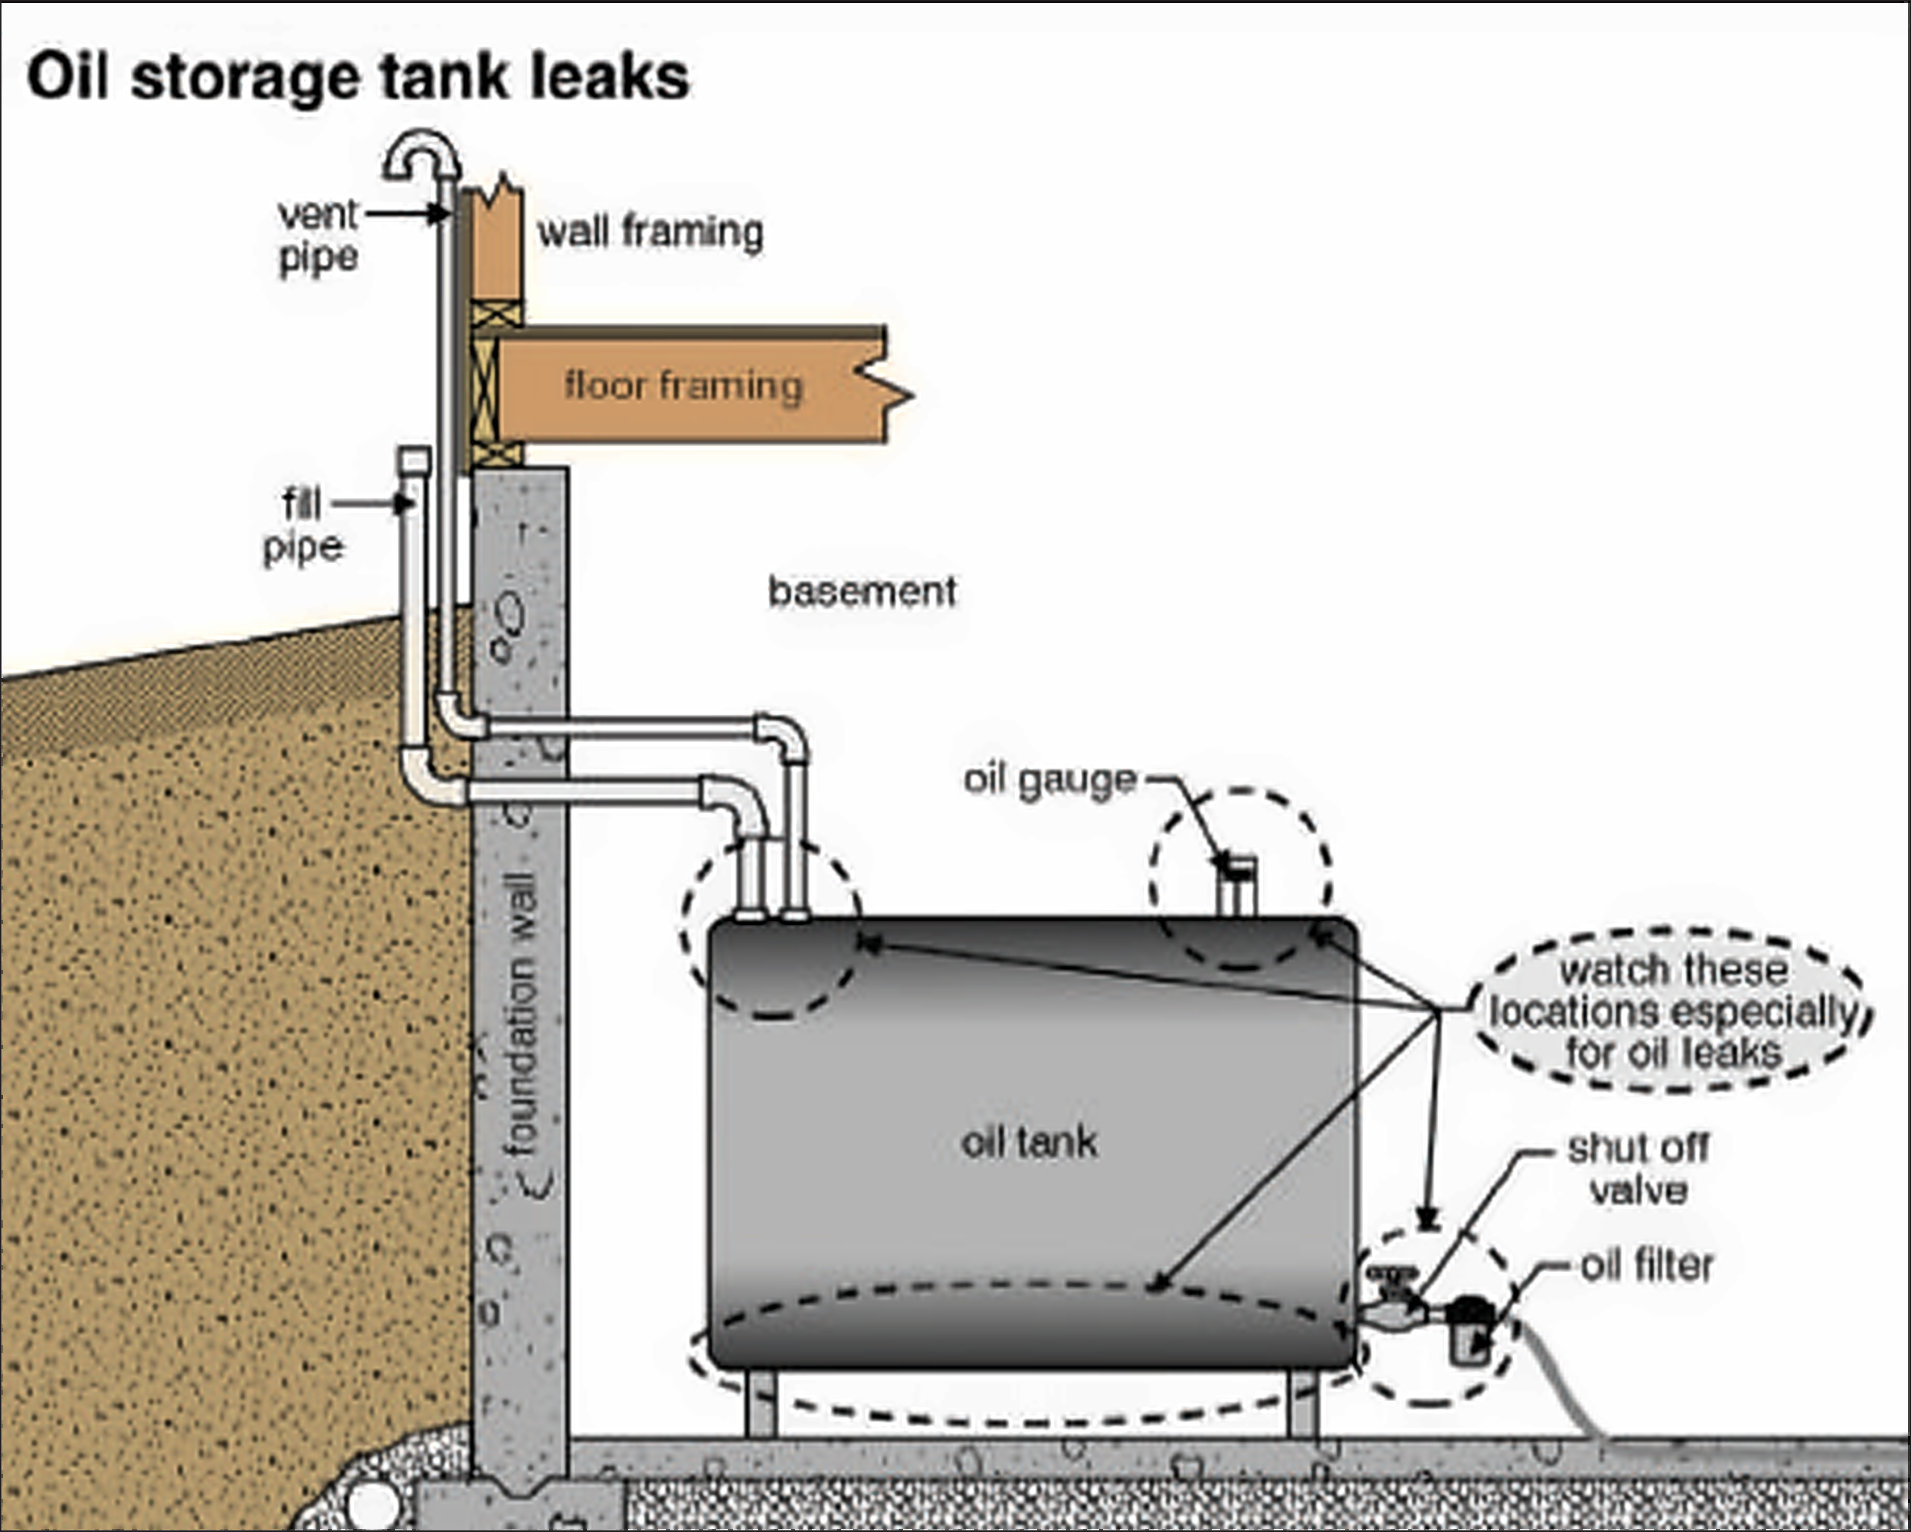 Oil storage tank leaks
vent
pipe
wall framing
floor framing
fill
pipe
basement
oil gauge
foundation wall
watch these
locations especially
for oil leaks
oil tank
shut off
valve
oil filter